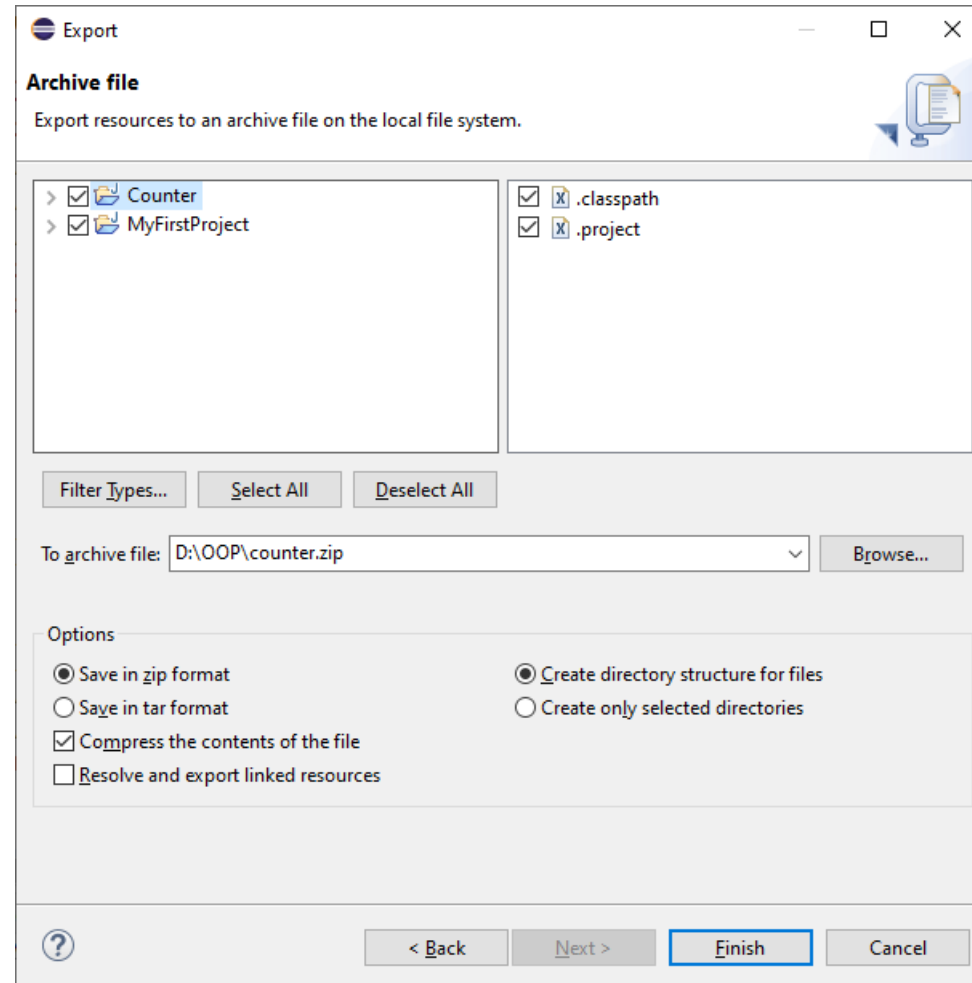 Export
Archive file
Export resources to an archive file on the local file system.
Counter
MyFirstProject
.classpath
.project
Filter Types...
Select All
Deselect All
To archive file:
D:\OOP\counter.zip
Browse...
Options
Save in zip format
Save in tar format
Compress the contents of the file
Resolve and export linked resources
Create directory structure for files
Create only selected directories
?
< Back
Next >
Finish
Cancel